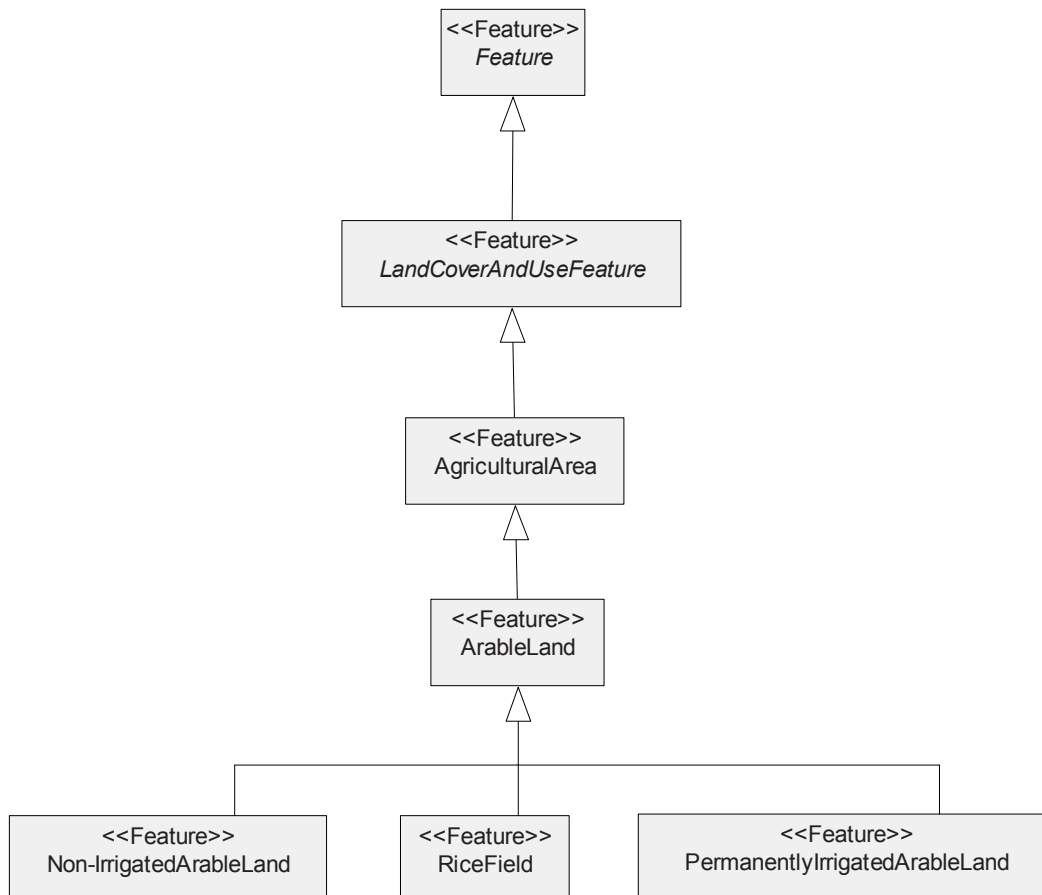 <<Feature>>
Feature
<<Feature>>
LandCoverAndUseFeature
<<Feature>>
AgriculturalArea
<<Feature>>
ArableLand
<<Feature>>
Non-IrrigatedArableLand
<<Feature>>
RiceField
<<Feature>>
PermanentlyIrrigatedArableLand